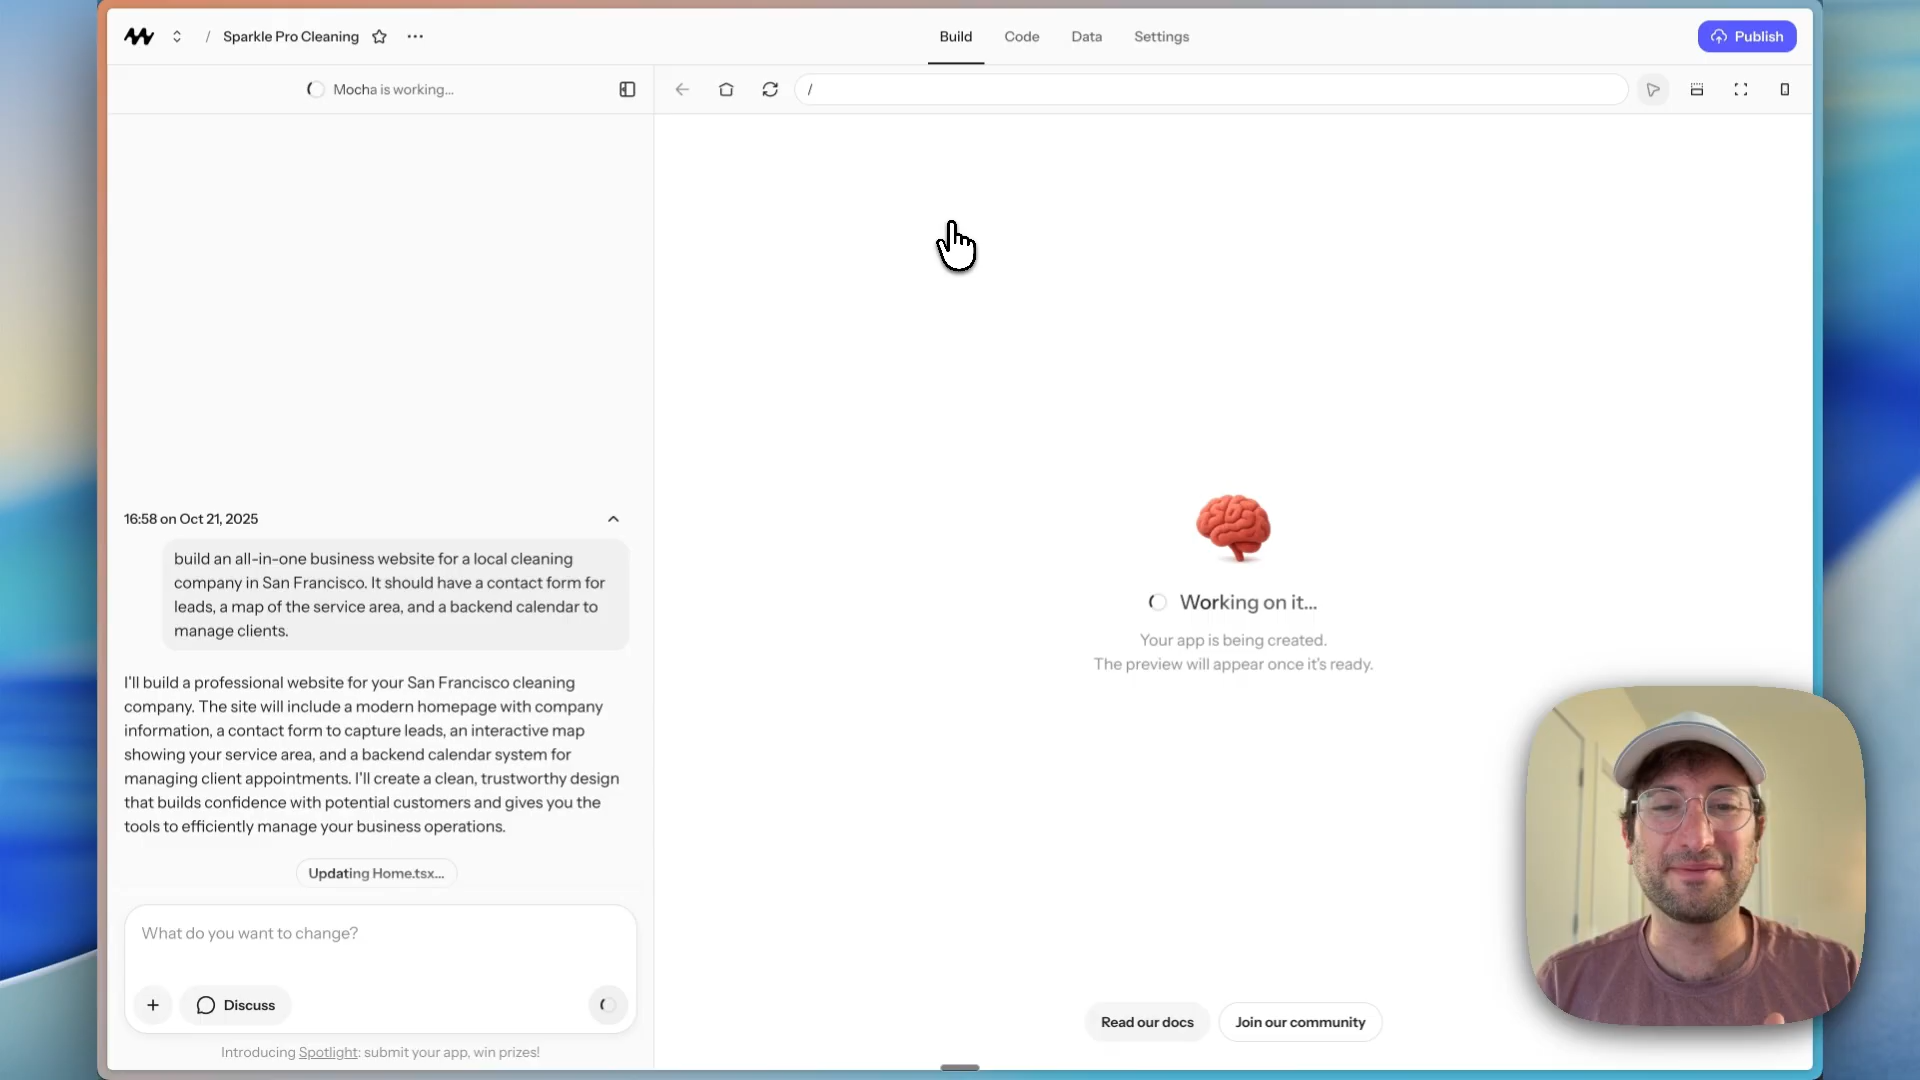 / Sparkle Pro Cleaning
Build Code Data Settings
Publish
Mocha is working...
/
16:58 on Oct 21, 2025
build an all-in-one business website for a local cleaning
company in San Francisco. It should have a contact form for
leads, a map of the service area, and a backend calendar to
manage clients.
I'll build a professional website for your San Francisco cleaning
company. The site will include a modern homepage with company
information, a contact form to capture leads, an interactive map
showing your service area, and a backend calendar system for
managing client appointments. I'll create a clean, trustworthy design
that builds confidence with potential customers and gives you the
tools to efficiently manage your business operations.
Updating Home.tsx...
What do you want to change?
Discuss
Introducing Spotlight: submit your app, win prizes!
Working on it...
Your app is being created.
The preview will appear once it's ready.
Read our docs
Join our community